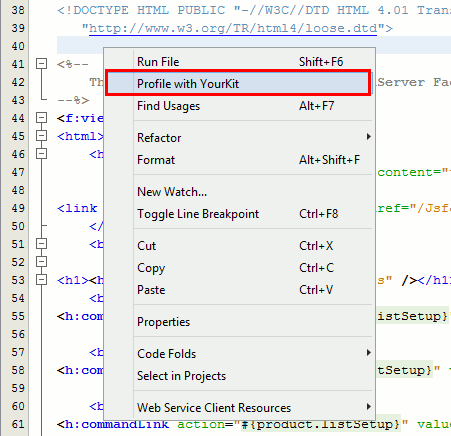 38 <!DOCTYPE HTML PUBLIC "-//W3C//DTD HTML 4.01 Trans
39 "http://www.w3.org/TR/html4/loose.dtd">
40
41 <%--
Run File Shift+F6
42 Th Server Fac
Profile with YourKit
43 --%>
Find Usages Alt+F7
44 <f:vie
45 <html>
Refactor
46 <h
Format Alt+Shift+F
47 content="
48
New Watch...
49 <link ref="/Jsf
Toggle Line Breakpoint Ctrl+F8
50 </
51 <b
Cut Ctrl+X
52
Copy Ctrl+C
53 <h1><h s" /></h1
Paste Ctrl+V
54 <b
55 <h:comm listSetup}" v
Properties
56
57 <b
Code Folds
58 <h:comma tSetup}" v
Select in Projects
59
60 <b
Web Service Client Resources
61 <h:commandLink action="#{product.listSetup}" valu